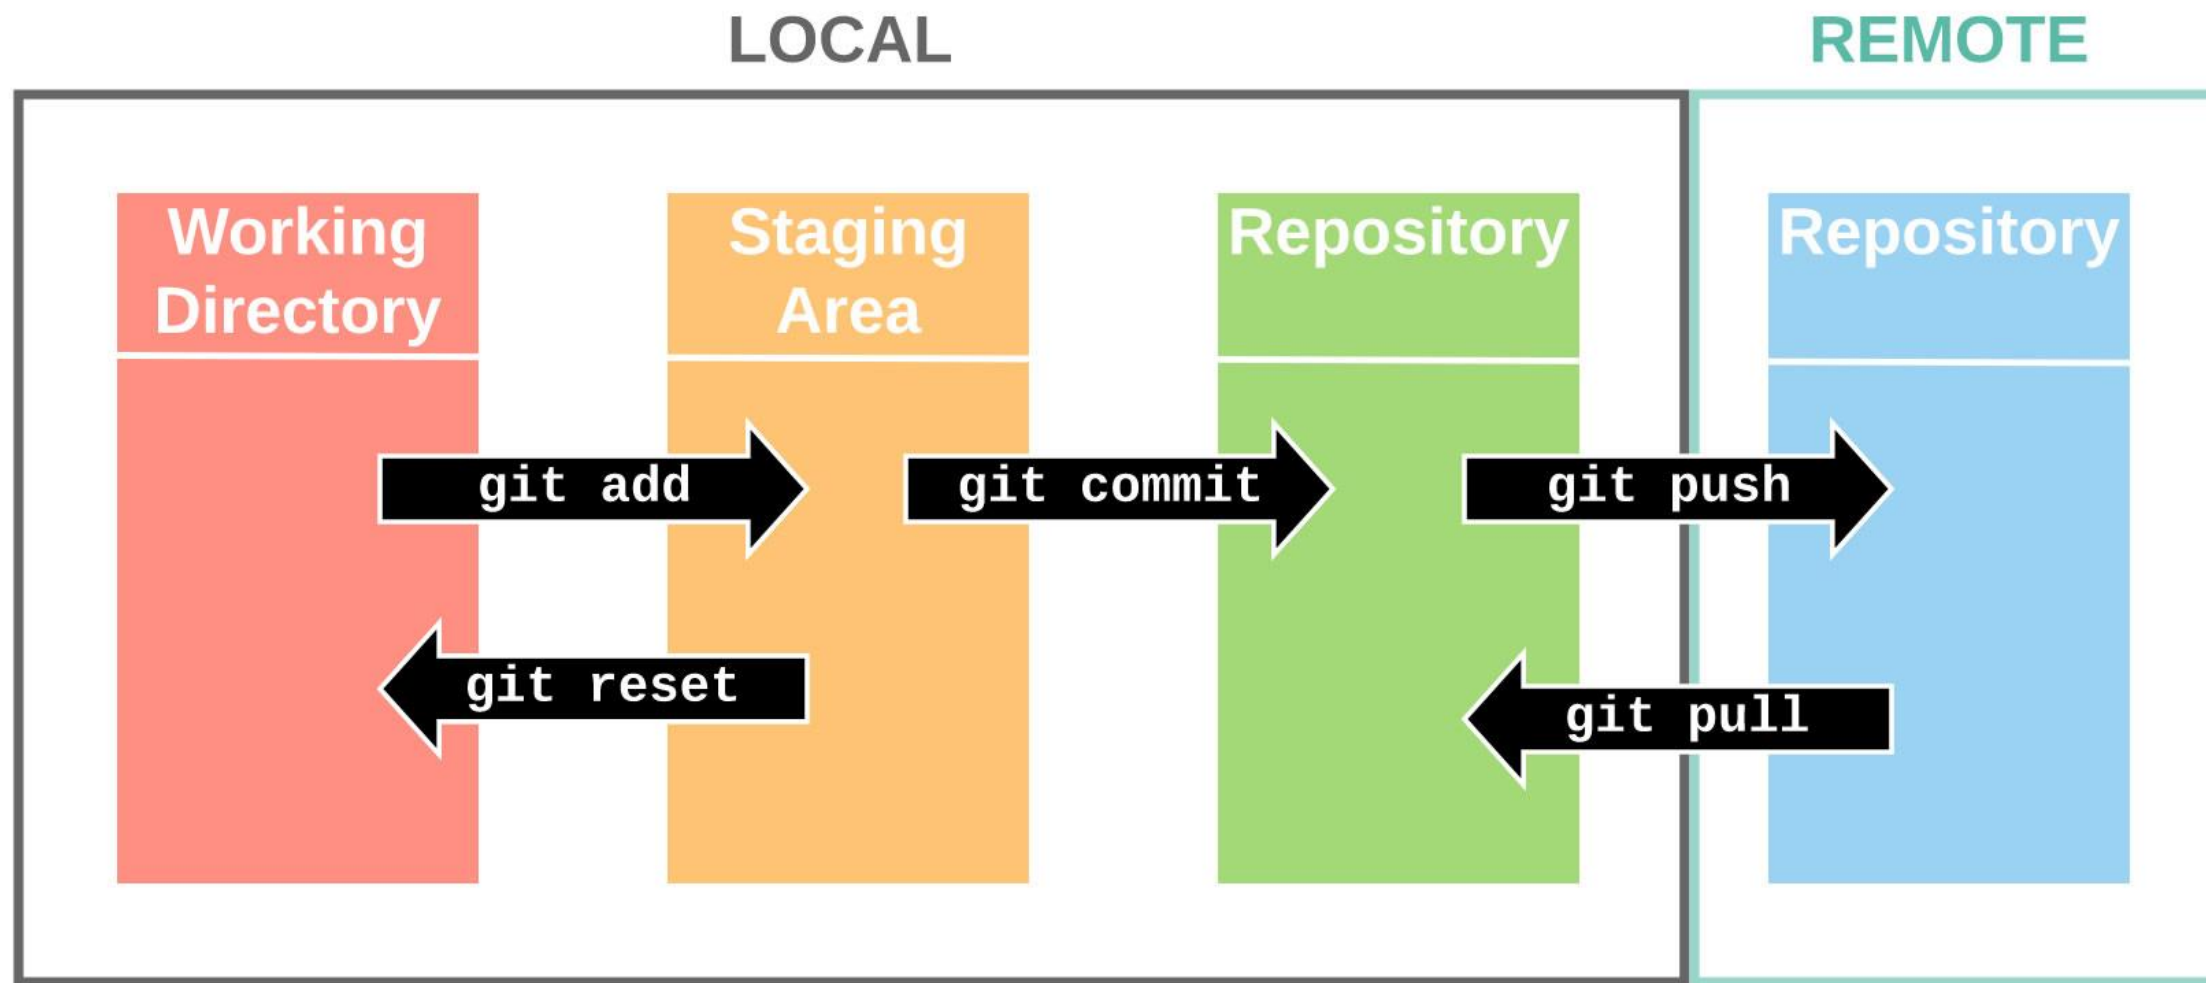 LOCAL
REMOTE
Working
Directory
Staging
Area
Repository
Repository
git add
git commit
git push
git reset
git pull